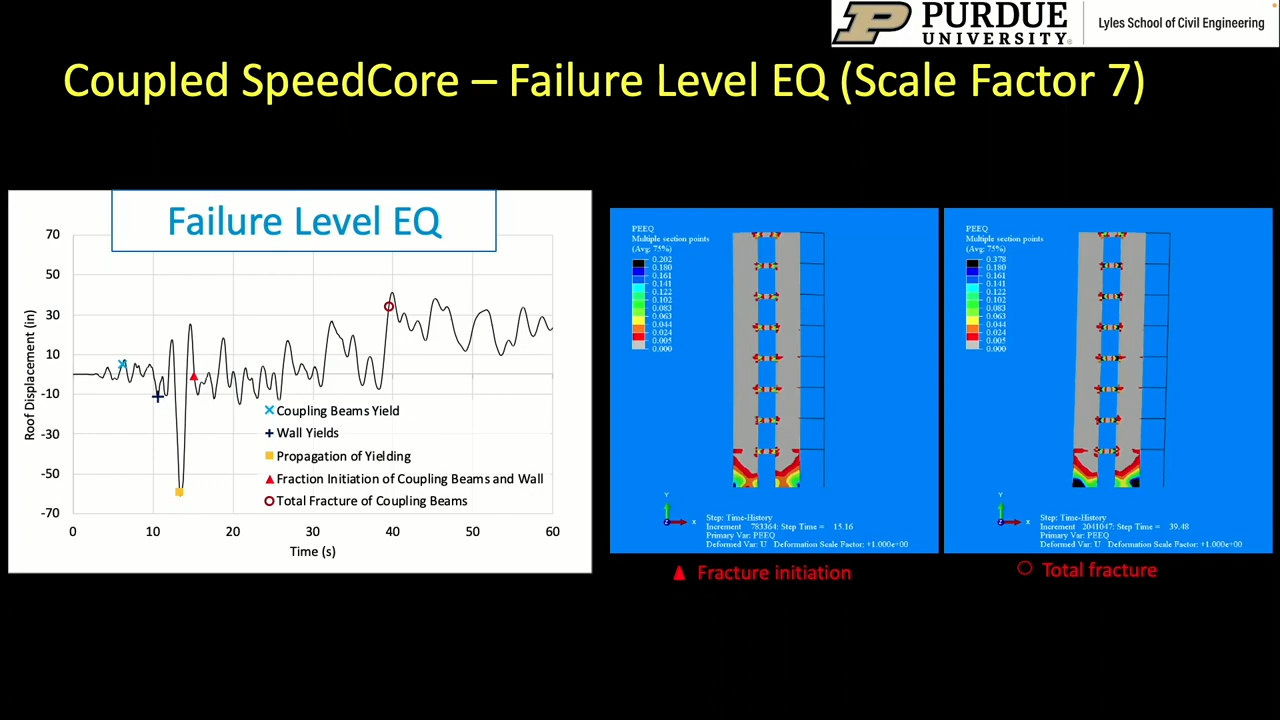 PURDUE
UNIVERSITY®
Lyles School of Civil Engineering
Coupled SpeedCore – Failure Level EQ (Scale Factor 7)
Failure Level EQ
70
50
30
10
-10
-30
-50
-70
Roof Displacement (in)
0
10
20
30
40
50
60
Time (s)
Coupling Beams Yield
Wall Yields
Propagation of Yielding
Fraction Initiation of Coupling Beams and Wall
Total Fracture of Coupling Beams
PEEQ
Multiple section points
(Avg: 75%)
0.202
0.180
0.161
0.141
0.122
0.102
0.083
0.063
0.044
0.024
0.005
0.000
Y
X
Step: Time-History
Increment 783364: Step Time = 15.16
Primary Var: PEEQ
Deformed Var: U Deformation Scale Factor: +1.000e+00
Fracture initiation
PEEQ
Multiple section points
(Avg: 75%)
0.378
0.180
0.161
0.141
0.122
0.102
0.083
0.063
0.044
0.024
0.005
0.000
Y
X
Step: Time-History
Increment 2041047: Step Time = 39.48
Primary Var: PEEQ
Deformed Var: U Deformation Scale Factor: +1.000e+00
Total fracture